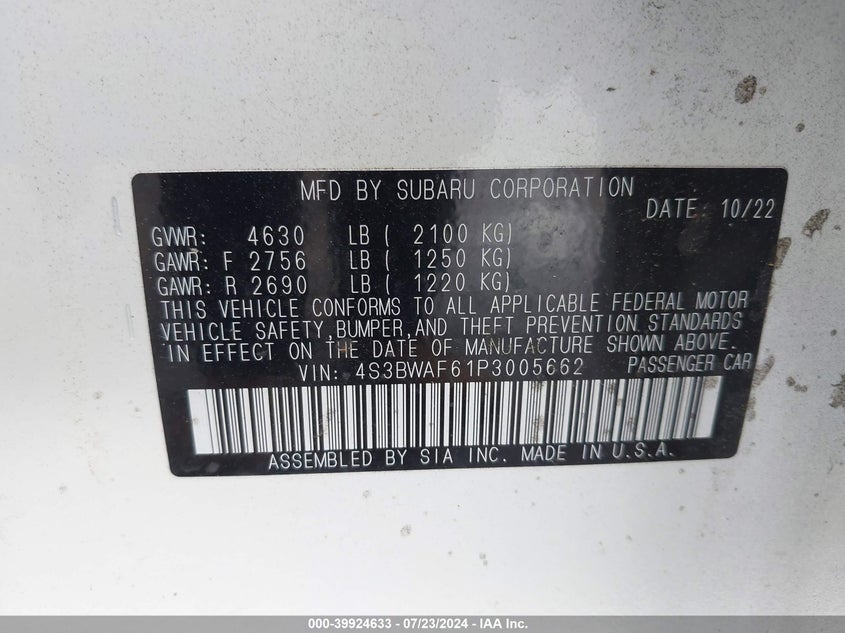 MFD BY SUBARU CORPORATION
DATE: 10/22
GVWR: 4630 LB ( 2100 KG)
GAWR: F 2756 LB ( 1250 KG)
GAWR: R 2690 LB ( 1220 KG)
THIS VEHICLE CONFORMS TO ALL APPLICABLE FEDERAL MOTOR
VEHICLE SAFETY,BUMPER,AND THEFT PREVENTION STANDARDS
IN EFFECT ON THE DATE OF MANUFACTURE SHOWN ABOVE.
VIN: 4S3BWAF61P3005662 PASSENGER CAR
ASSEMBLED BY SIA INC. MADE IN U.S.A.
000-39924633 - 07/23/2024 - IAA Inc.